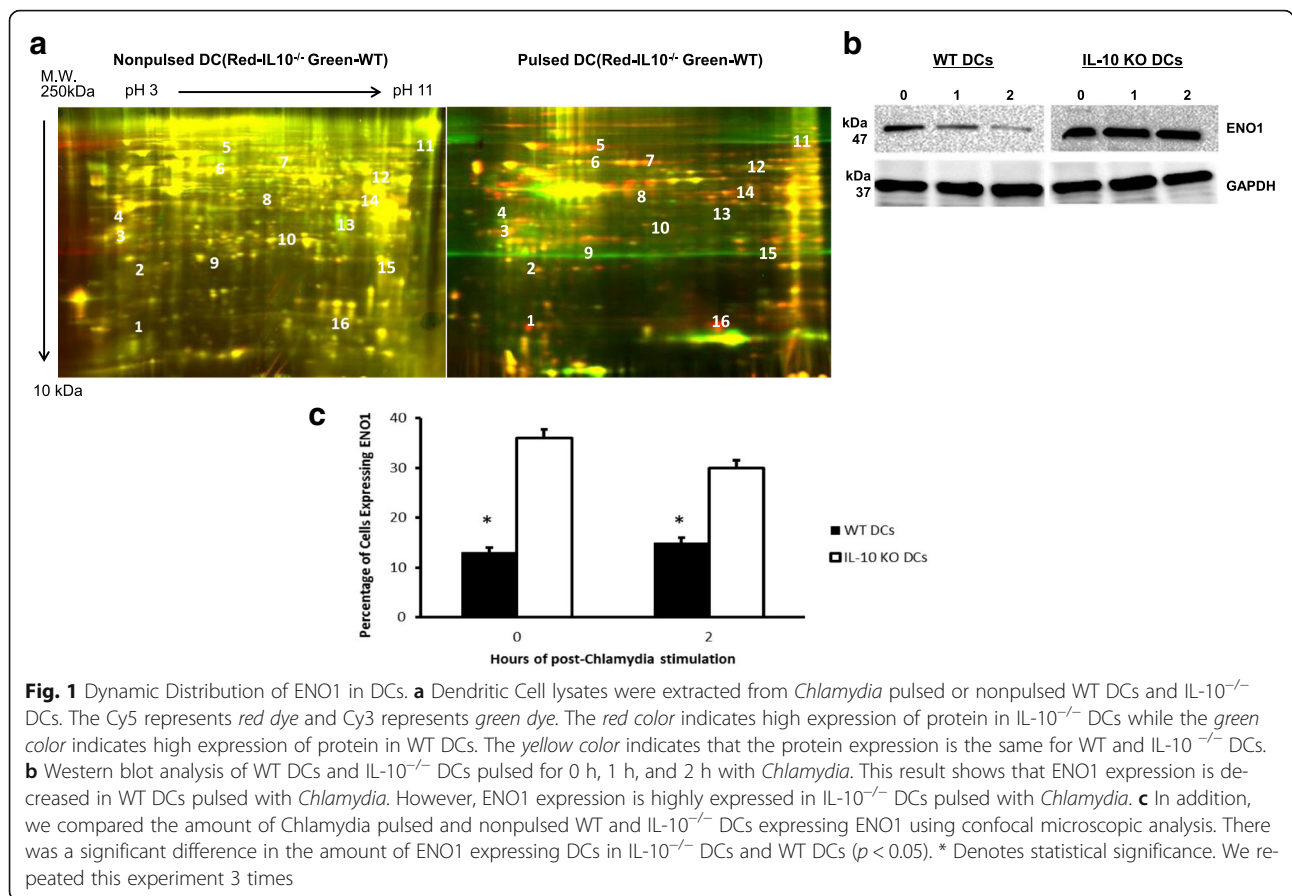 a
Nonpulsed DC(Red-IL10-/- Green-WT)
Pulsed DC(Red-IL10-/- Green-WT)
M.W.
250kDa
pH 3
pH 11
10 kDa
5
6
7
11
12
8
14
4
3
13
10
2
9
15
1
16
5
6
7
11
12
8
14
4
3
13
10
9
15
2
1
16
b
WT DCs
IL-10 KO DCs
0 1 2
0 1 2
kDa
47
ENO1
kDa
37
GAPDH
c
Percentage of Cells Expressing ENO1
40
30
20
10
0
*
*
0
2
Hours of post-Chlamydia stimulation
WT DCs
IL-10 KO DCs
Fig. 1 Dynamic Distribution of ENO1 in DCs. a Dendritic Cell lysates were extracted from Chlamydia pulsed or nonpulsed WT DCs and IL-10−/−
DCs. The Cy5 represents red dye and Cy3 represents green dye. The red color indicates high expression of protein in IL-10−/− DCs while the green
color indicates high expression of protein in WT DCs. The yellow color indicates that the protein expression is the same for WT and IL-10 −/− DCs.
b Western blot analysis of WT DCs and IL-10−/− DCs pulsed for 0 h, 1 h, and 2 h with Chlamydia. This result shows that ENO1 expression is de-
creased in WT DCs pulsed with Chlamydia. However, ENO1 expression is highly expressed in IL-10−/− DCs pulsed with Chlamydia. c In addition,
we compared the amount of Chlamydia pulsed and nonpulsed WT and IL-10−/− DCs expressing ENO1 using confocal microscopic analysis. There
was a significant difference in the amount of ENO1 expressing DCs in IL-10−/− DCs and WT DCs (p < 0.05). * Denotes statistical significance. We re-
peated this experiment 3 times